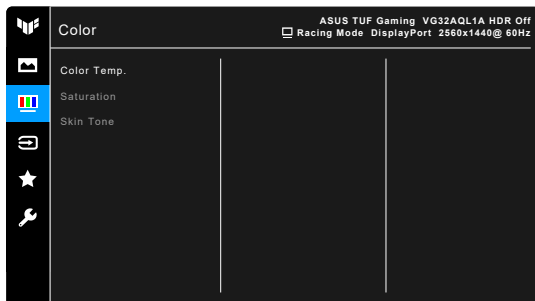 Color
ASUS TUF Gaming VG32AQL1A HDR Off
Racing Mode DisplayPort 2560x1440@ 60Hz
Color Temp.
Saturation
Skin Tone